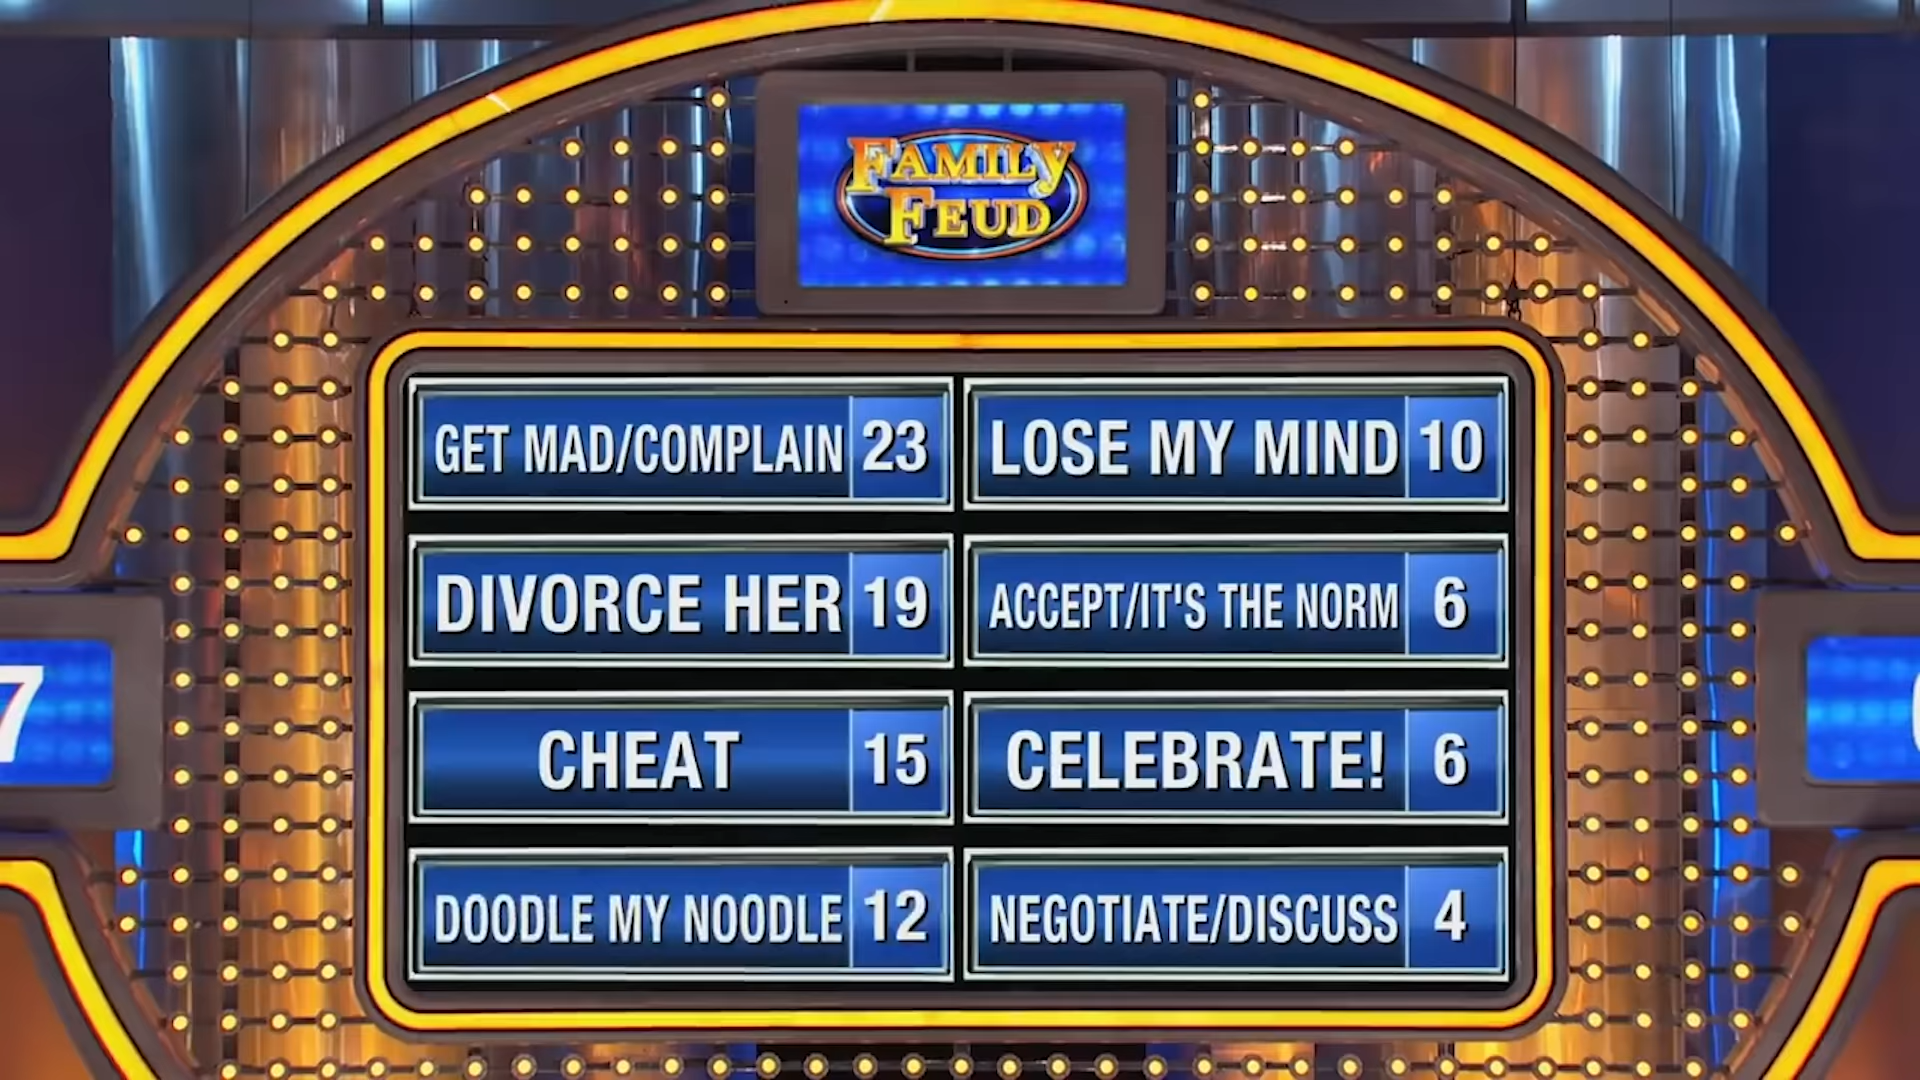 FAMILY
FEUD
GET MAD/COMPLAIN 23
LOSE MY MIND 10
DIVORCE HER 19
ACCEPT/IT'S THE NORM 6
CHEAT 15
CELEBRATE! 6
DOODLE MY NOODLE 12
NEGOTIATE/DISCUSS 4
7